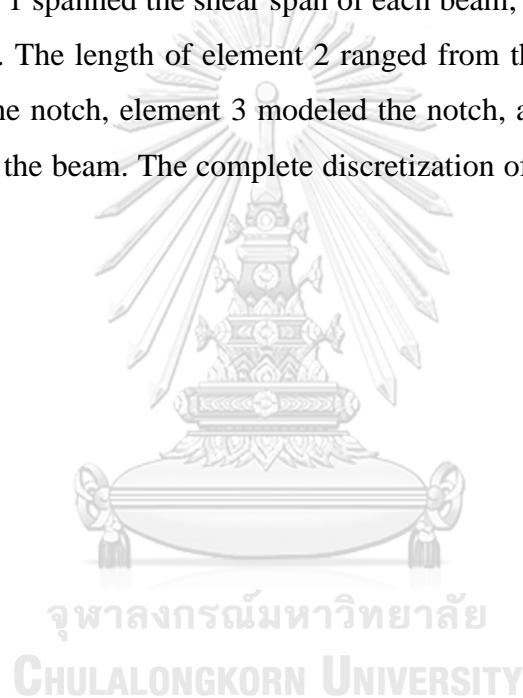 1 spanned the shear span of each beam,
. The length of element 2 ranged from th
he notch, element 3 modeled the notch, a
the beam. The complete discretization of
จุฬาลงกรณ์มหาวิทยาลัย
CHULALONGKORN UNIVERSITY